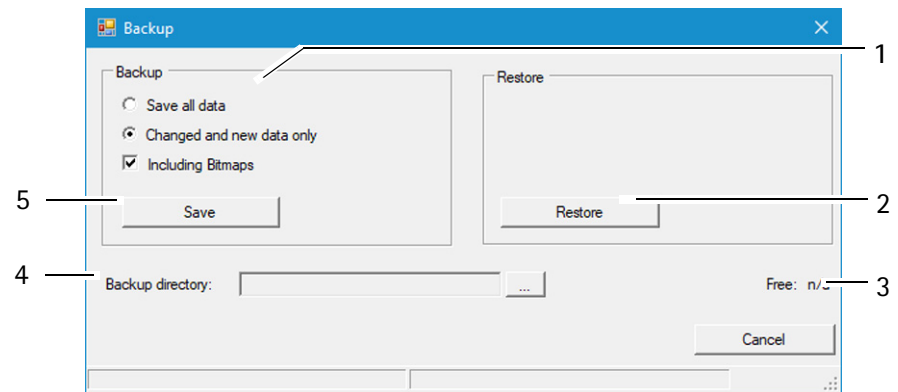 Backup
1
Backup
Restore
Save all data
Changed and new data only
Including Bitmaps
5
Save
Restore
2
4
Backup directory:
...
Free: n/a
3
Cancel